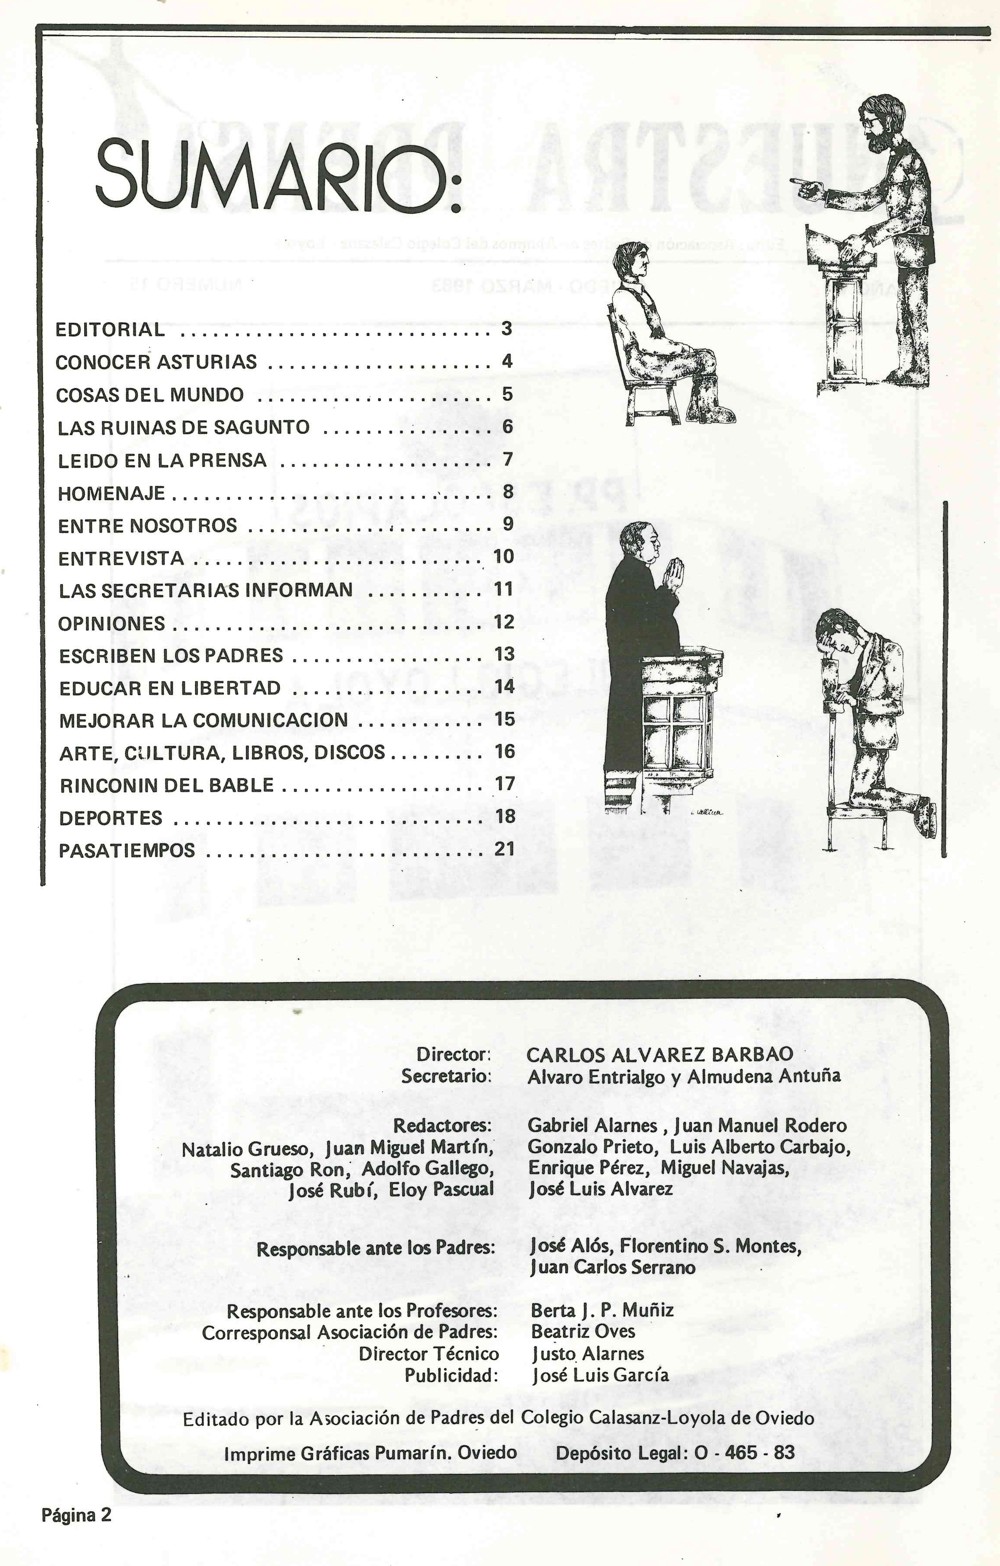 SUMARIO:
EDITORIAL ............................ 3
CONOCER ASTURIAS ..................... 4
COSAS DEL MUNDO ...................... 5
LAS RUINAS DE SAGUNTO ................ 6
LEIDO EN LA PRENSA .................... 7
HOMENAJE ............................. 8
ENTRE NOSOTROS ....................... 9
ENTREVISTA ........................... 10
LAS SECRETARIAS INFORMAN ........... 11
OPINIONES ............................. 12
ESCRIBEN LOS PADRES .................. 13
EDUCAR EN LIBERTAD .................. 14
MEJORAR LA COMUNICACION ............ 15
ARTE, CULTURA, LIBROS, DISCOS ......... 16
RINCONIN DEL BABLE ................... 17
DEPORTES ............................. 18
PASATIEMPOS .......................... 21
Director: CARLOS ALVAREZ BARBAO
Secretario: Alvaro Entrialgo y Almudena Antuña
Redactores: Gabriel Alarnes , Juan Manuel Rodero
Natalio Grueso, Juan Miguel Martín, Gonzalo Prieto, Luis Alberto Carbajo,
Santiago Ron, Adolfo Gallego, Enrique Pérez, Miguel Navajas,
José Rubí, Eloy Pascual José Luis Alvarez
Responsable ante los Padres: José Alós, Florentino S. Montes,
Juan Carlos Serrano
Responsable ante los Profesores: Berta J. P. Muñiz
Corresponsal Asociación de Padres: Beatriz Oves
Director Técnico Justo Alarnes
Publicidad: José Luis García
Editado por la Asociación de Padres del Colegio Calasanz-Loyola de Oviedo
Imprime Gráficas Pumarín. Oviedo Depósito Legal: O - 465 - 83
Página 2